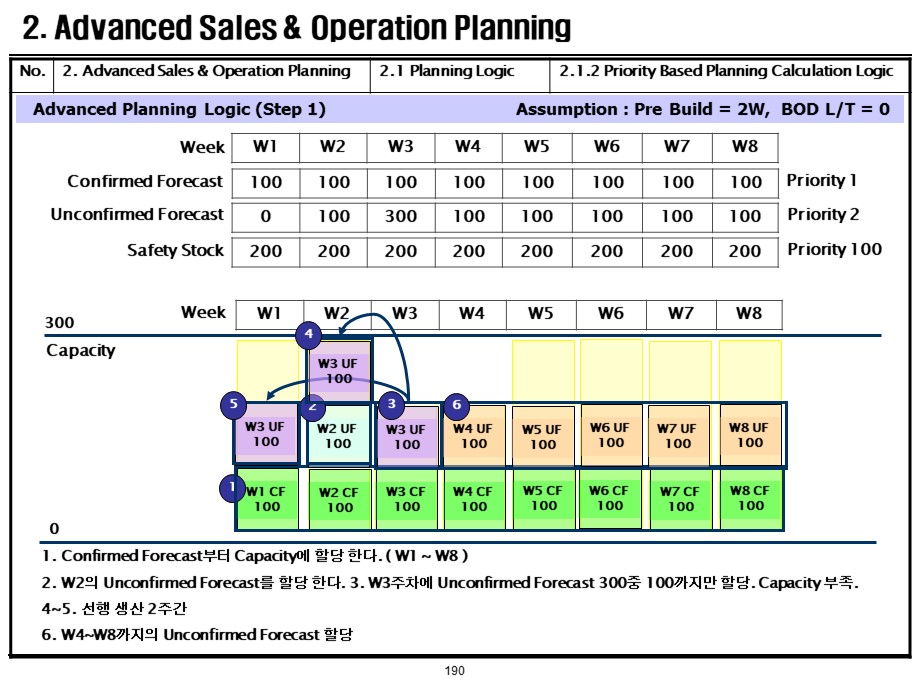 2. Advanced Sales & Operation Planning
No. 2. Advanced Sales & Operation Planning 2.1 Planning Logic 2.1.2 Priority Based Planning Calculation Logic
Advanced Planning Logic (Step 1) Assumption : Pre Build = 2W, BOD L/T = 0
Week W1 W2 W3 W4 W5 W6 W7 W8
Confirmed Forecast 100 100 100 100 100 100 100 100 Priority 1
Unconfirmed Forecast 0 100 300 100 100 100 100 100 Priority 2
Safety Stock 200 200 200 200 200 200 200 200 Priority 100
Week W1 W2 W3 W4 W5 W6 W7 W8
300
Capacity
4
W3 UF
100
5 2 3 6
W3 UF W2 UF W3 UF W4 UF W5 UF W6 UF W7 UF W8 UF
100 100 100 100 100 100 100 100
1
W1 CF W2 CF W3 CF W4 CF W5 CF W6 CF W7 CF W8 CF
100 100 100 100 100 100 100 100
0
1. Confirmed Forecast부터 Capacity에 할당 한다. ( W1 ~ W8 )
2. W2의 Unconfirmed Forecast를 할당 한다. 3. W3주차에 Unconfirmed Forecast 300중 100까지만 할당. Capacity 부족.
4~5. 선행 생산 2주간
6. W4~W8까지의 Unconfirmed Forecast 할당
190